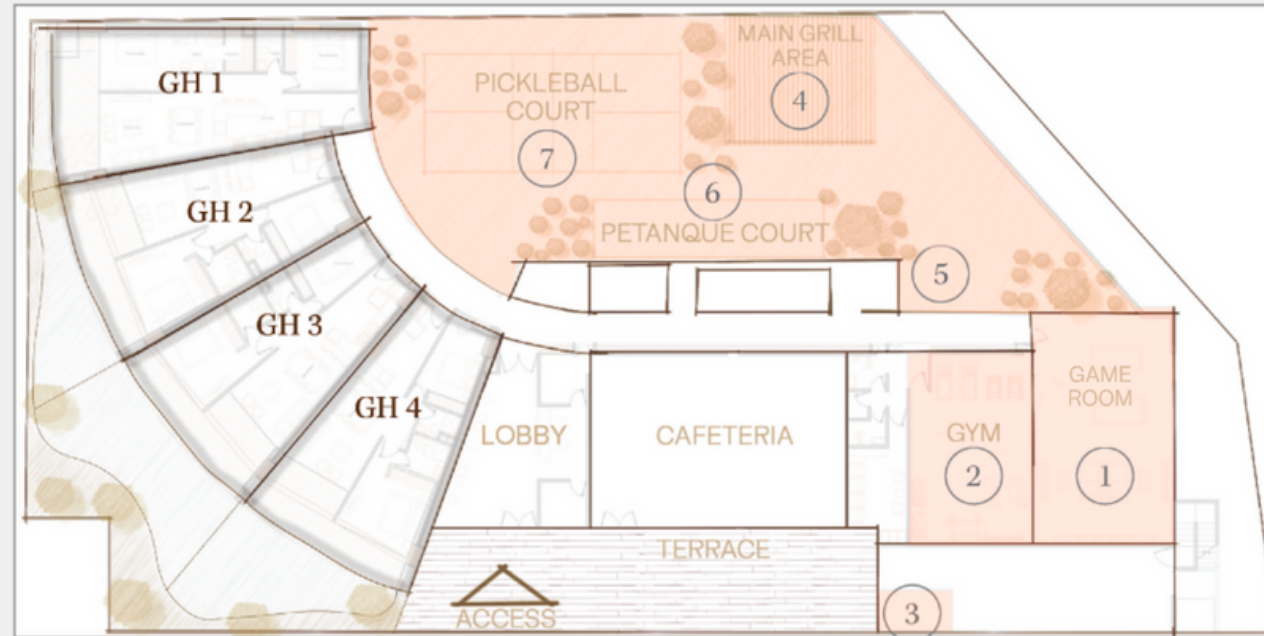 GH 1
PICKLEBALL
COURT
7
MAIN GRILL
AREA
4
GH 2
6
PETANQUE COURT
5
GH 3
GAME
ROOM
GH 4
LOBBY
CAFETERIA
GYM
2
1
TERRACE
ACCESS
3